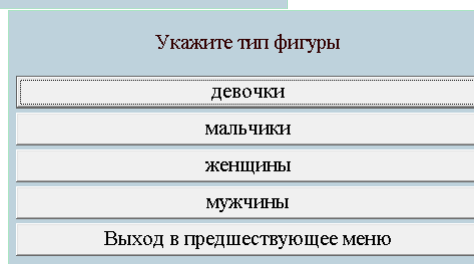 Укажите тип фигуры
девочки
мальчики
женщины
мужчины
Выход в предшествующее меню